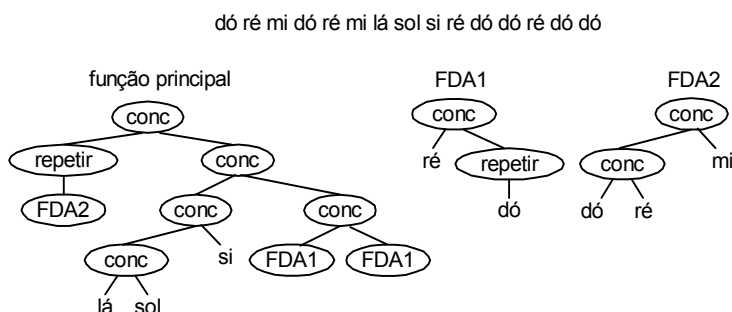 dó ré mi dó ré mi lá sol si ré dó dó ré dó dó
função principal FDA1 FDA2
conc conc conc
repetir conc ré repetir conc mi
FDA2 conc conc dó dó ré
conc si FDA1 FDA1
lá sol